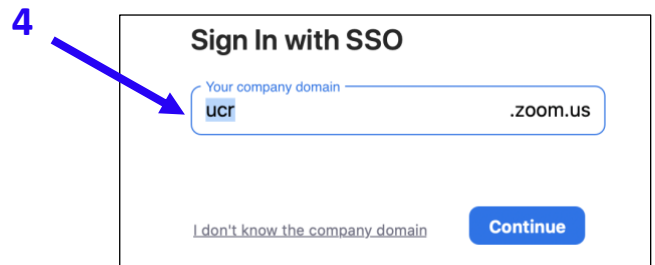 4
Sign In with SSO
Your company domain
ucr .zoom.us
I don't know the company domain
Continue